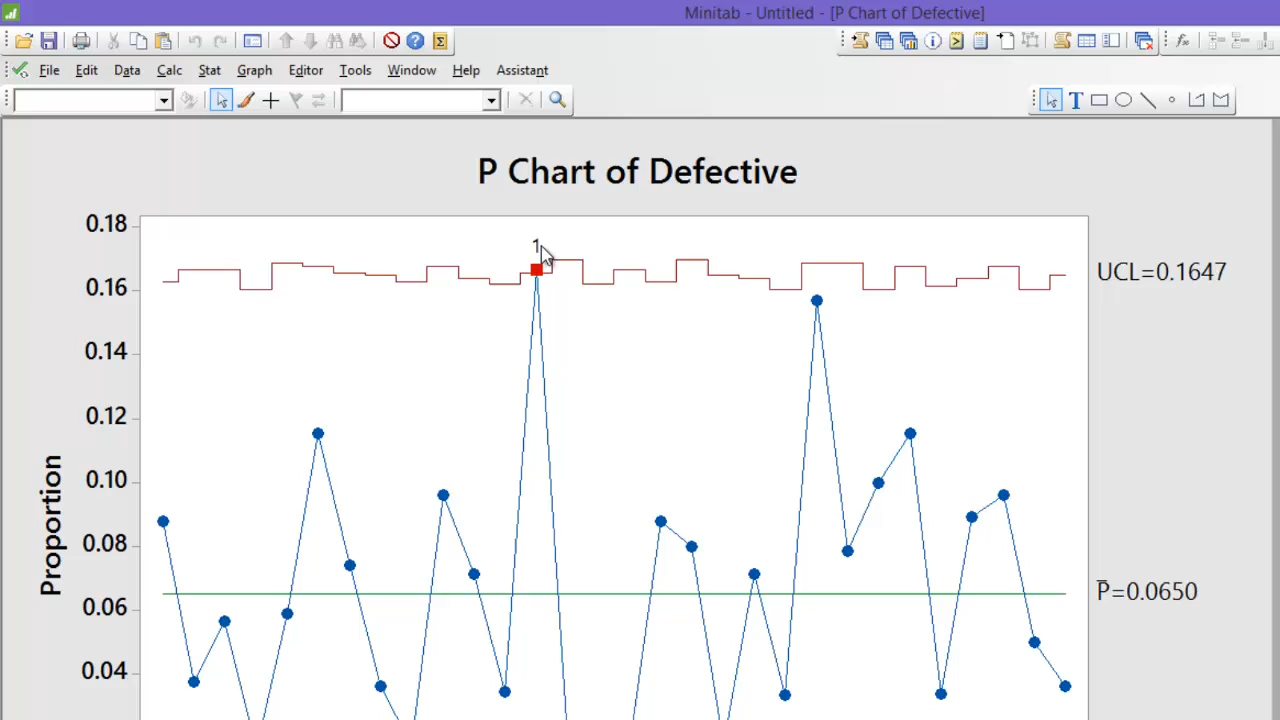 Minitab - Untitled - [P Chart of Defective]
File Edit Data Calc Stat Graph Editor Tools Window Help Assistant
P Chart of Defective
0.18
1
UCL=0.1647
0.16
0.14
0.12
0.10
0.08
P̅=0.0650
0.06
0.04
Proportion